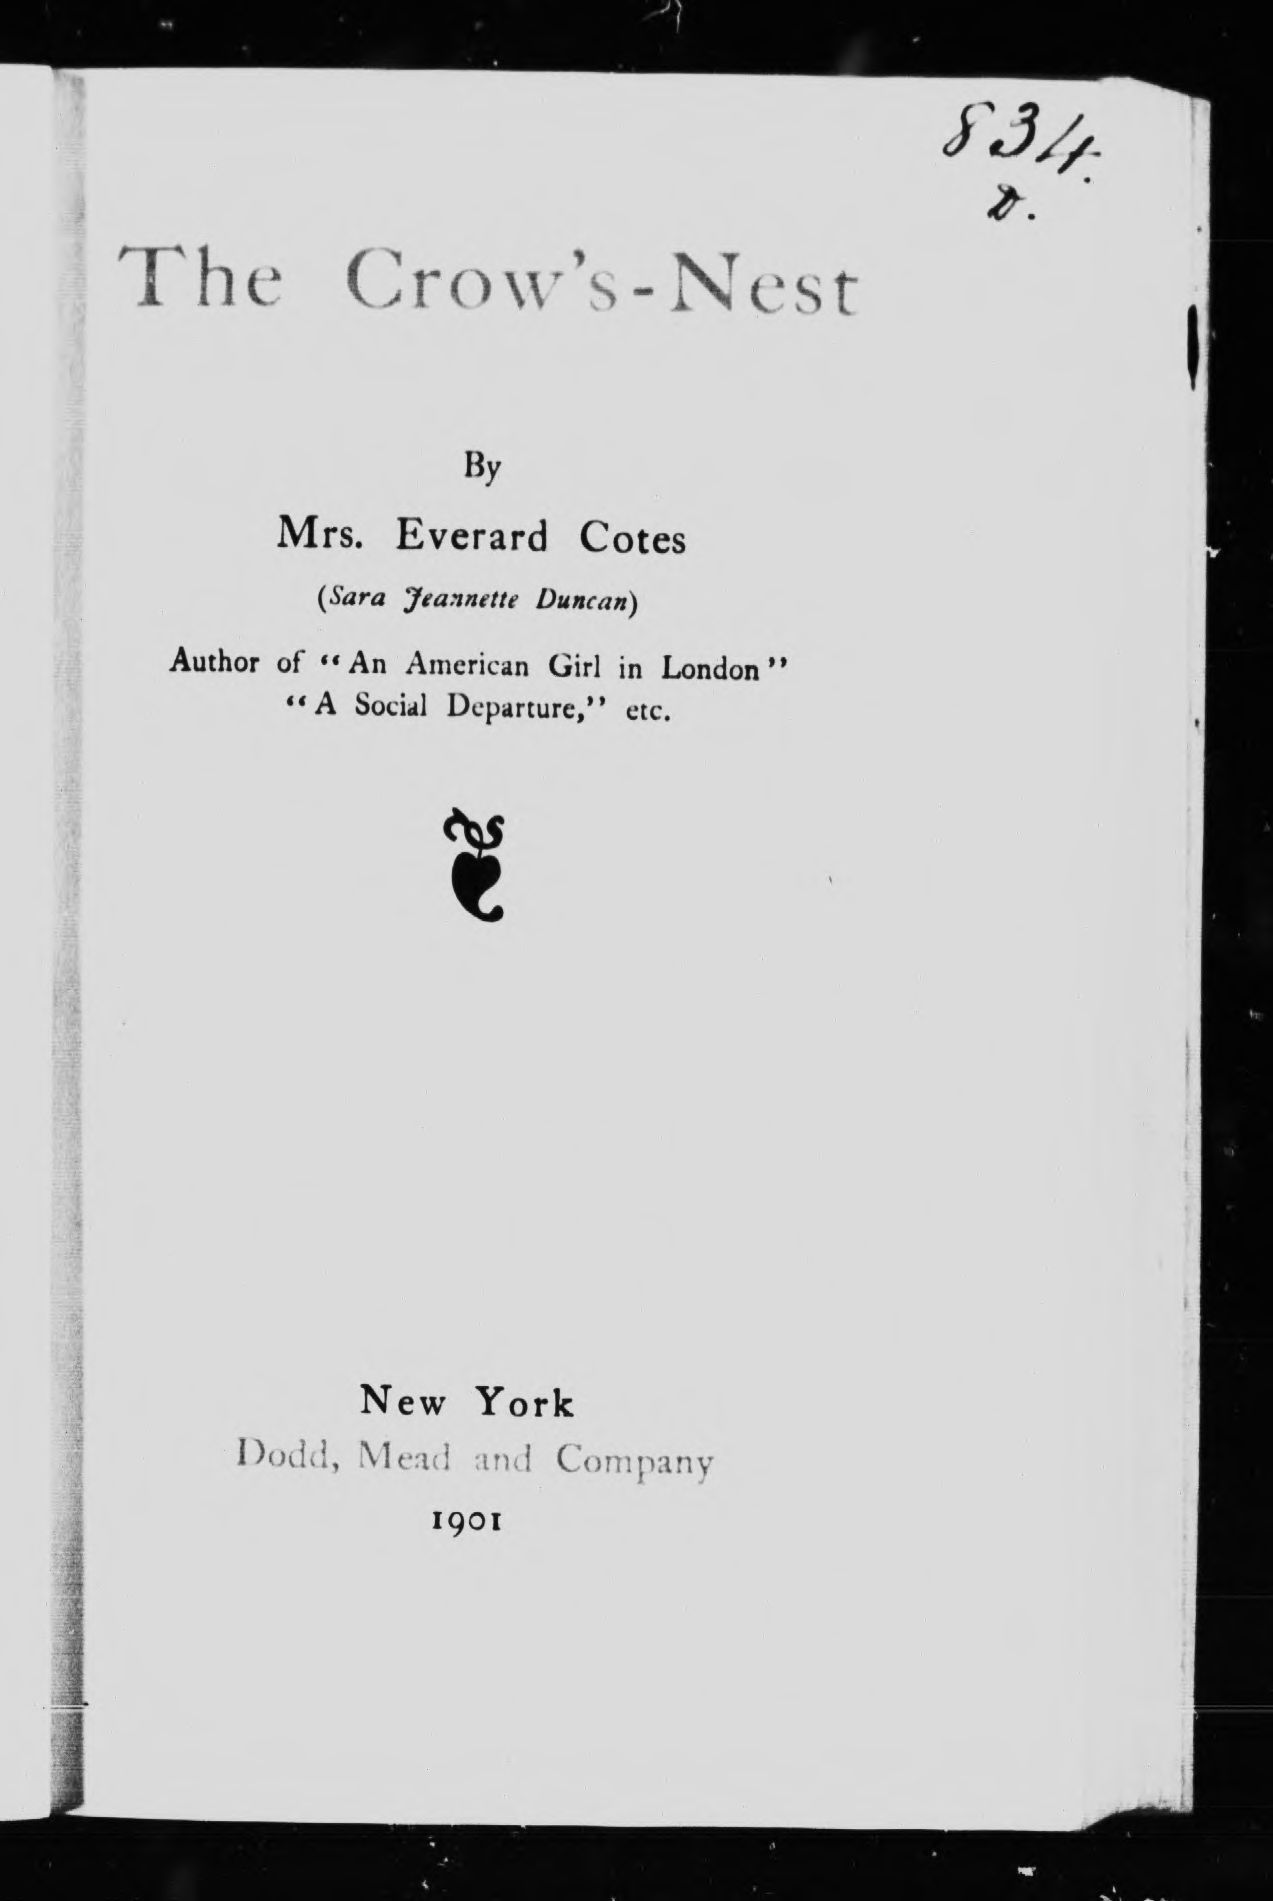 834.
D.
The Crow's-Nest
By
Mrs. Everard Cotes
(Sara Jeannette Duncan)
Author of “An American Girl in London”
“A Social Departure,” etc.
New York
Dodd, Mead and Company
1901